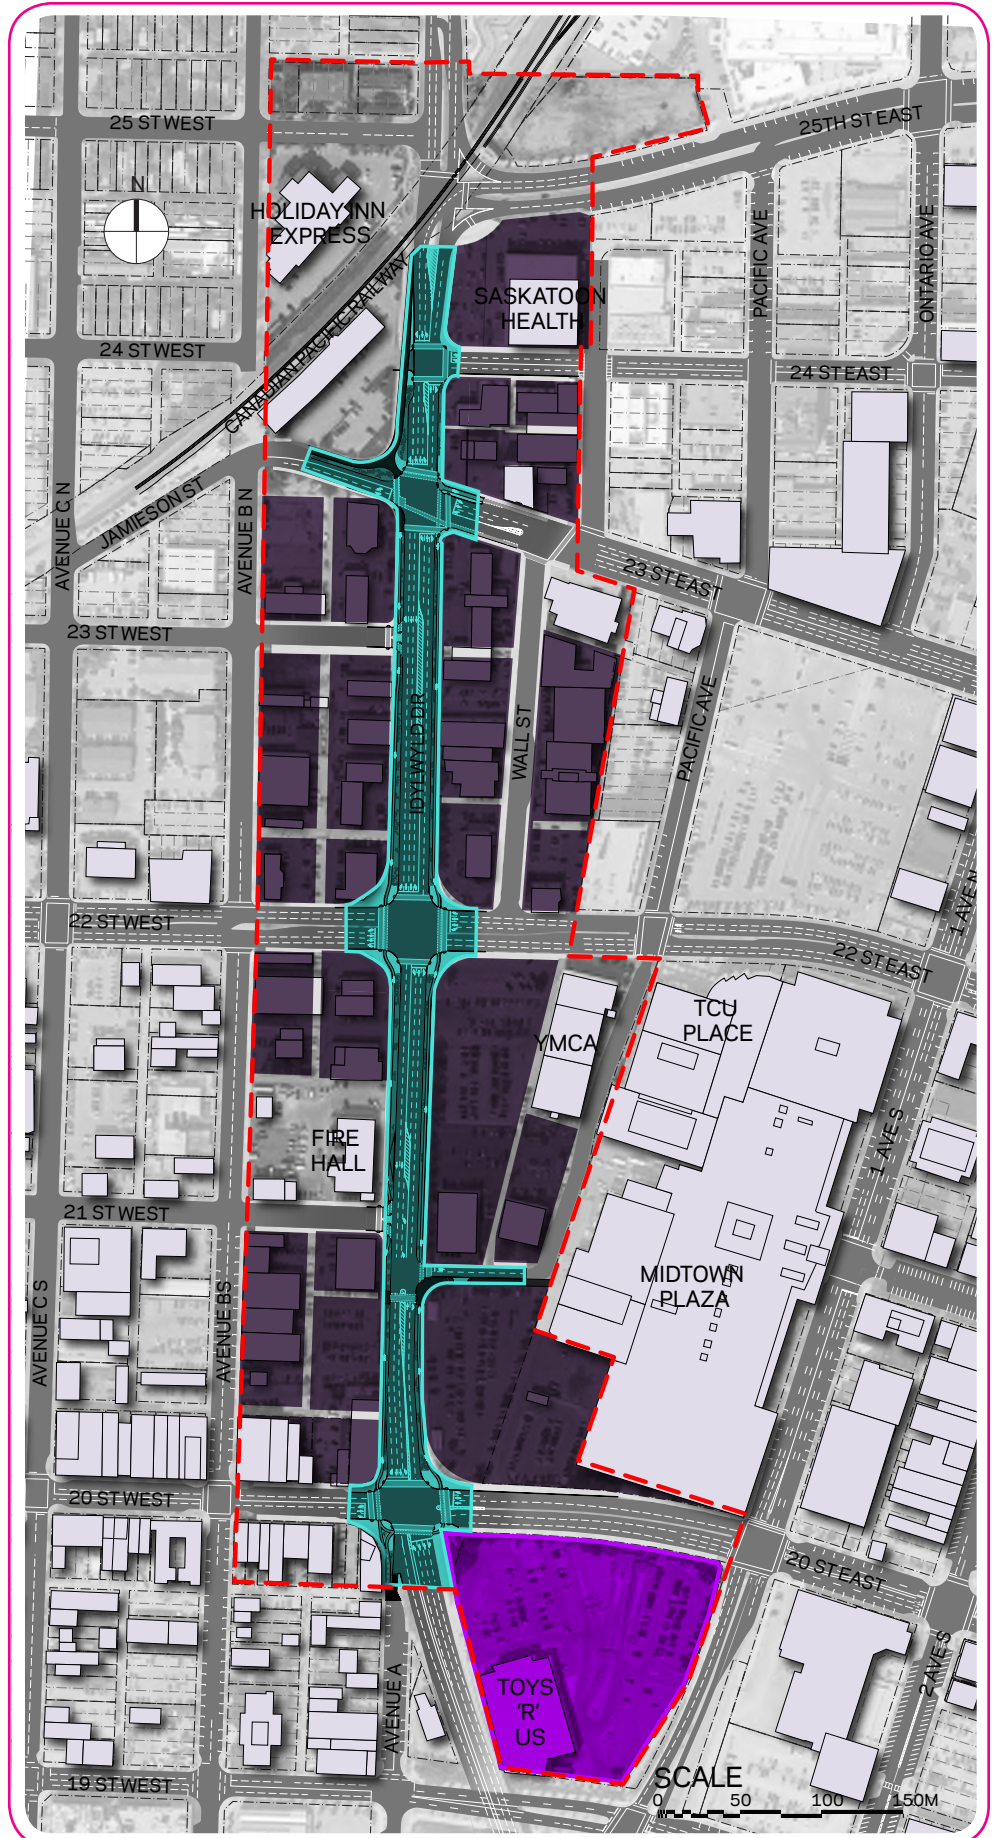 25 ST WEST
25TH ST EAST
N
HOLIDAY INN
EXPRESS
PACIFIC AVE
ONTARIO AVE
CANADIAN PACIFIC RAILWAY
SASKATOON
HEALTH
24 ST WEST
24 ST EAST
AVENUE C N
JAMIESON ST
AVENUE B N
23 ST EAST
23 ST WEST
IDYLWYLD DR
WALL ST
PACIFIC AVE
22 ST WEST
22 ST EAST
1 AVE N
TCU
PLACE
YMCA
FIRE
HALL
1 AVE S
21 ST WEST
MIDTOWN
PLAZA
AVENUE C S
AVENUE B S
20 ST WEST
20 ST EAST
2 AVE S
AVENUE A
TOYS
'R'
US
19 ST WEST
SCALE
0 50 100 150M